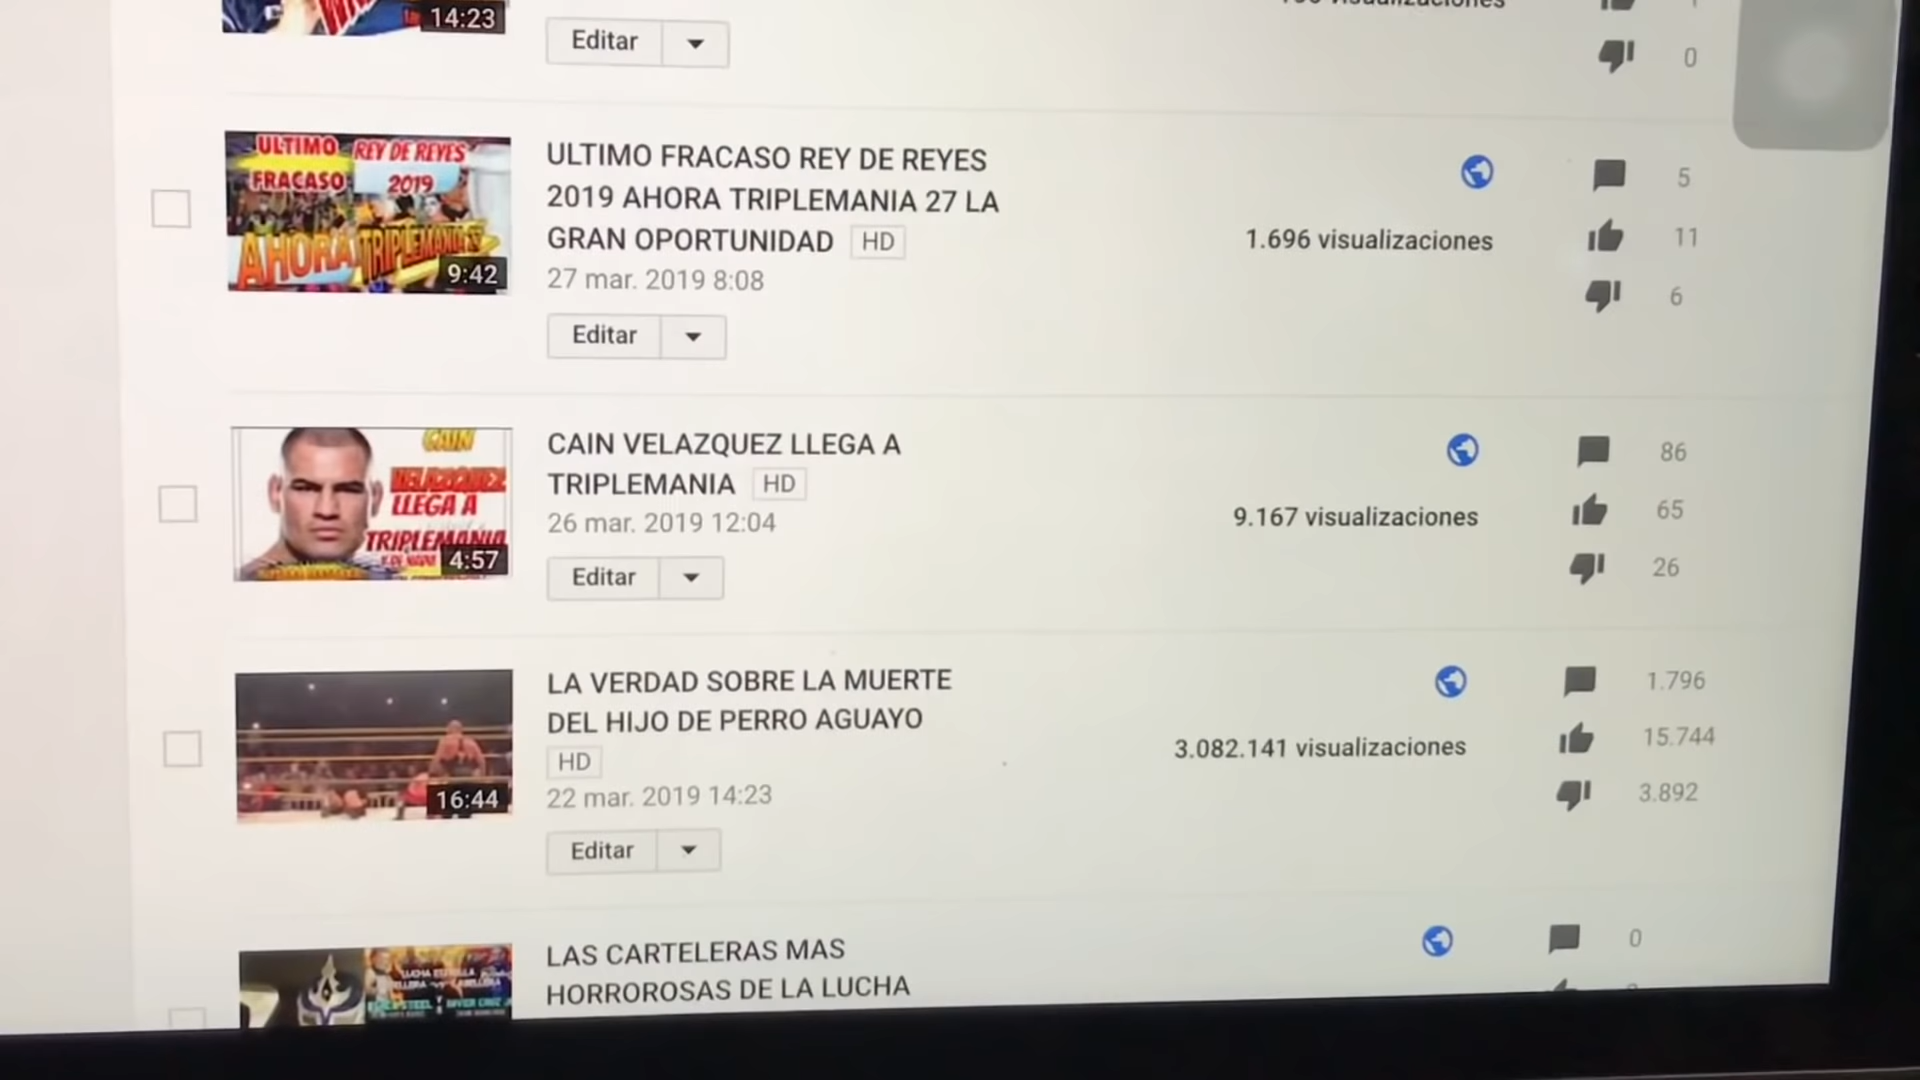 14:23
Editar
0
ULTIMO REY DE REYES
FRACASO 2019
AHORA TRIPLEMANIA
9:42
ULTIMO FRACASO REY DE REYES
2019 AHORA TRIPLEMANIA 27 LA
GRAN OPORTUNIDAD HD
27 mar. 2019 8:08
Editar
1.696 visualizaciones
5
11
6
CAIN
VELAZQUEZ
LLEGA A
TRIPLEMANIA
4:57
CAIN VELAZQUEZ LLEGA A
TRIPLEMANIA HD
26 mar. 2019 12:04
Editar
9.167 visualizaciones
86
65
26
16:44
LA VERDAD SOBRE LA MUERTE
DEL HIJO DE PERRO AGUAYO
HD
22 mar. 2019 14:23
Editar
3.082.141 visualizaciones
1.796
15.744
3.892
LAS CARTELERAS MAS
HORROROSAS DE LA LUCHA
0